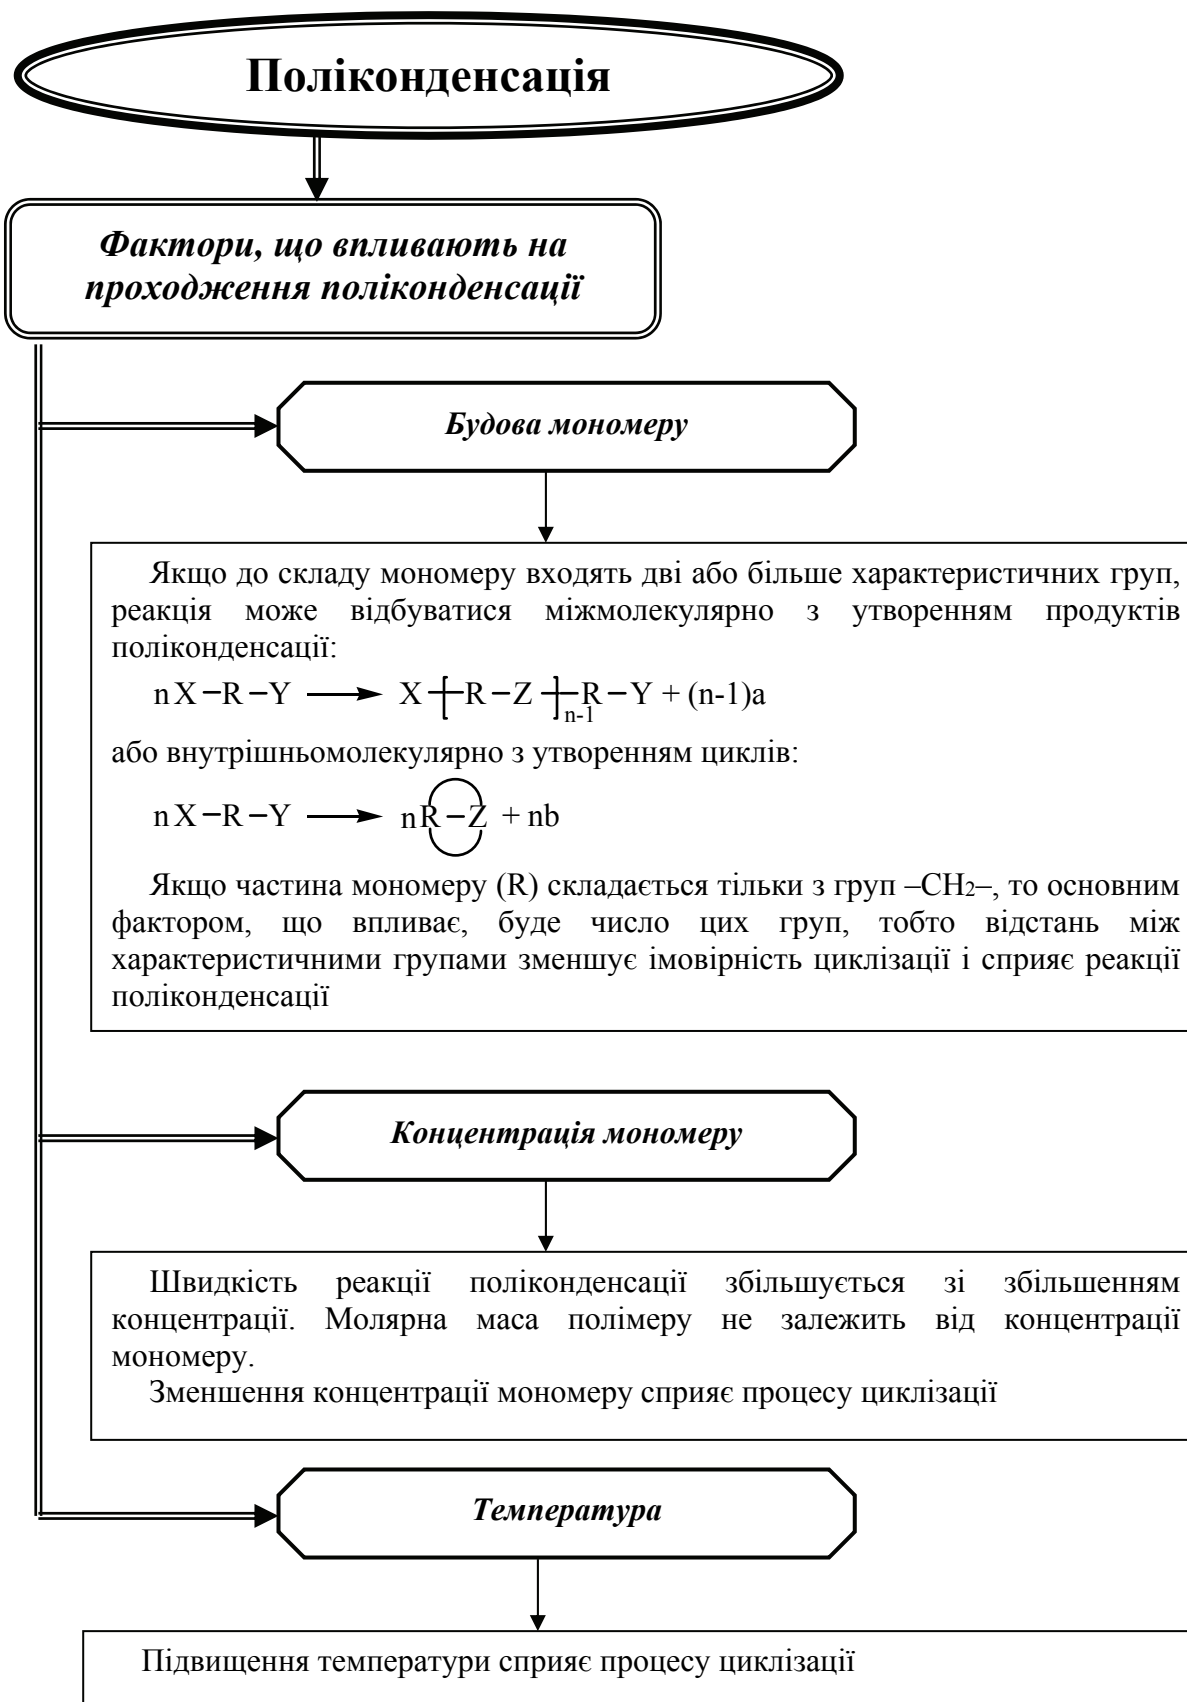 Поліконденсація
Фактори, що впливають на
проходження поліконденсації
Будова мономеру
Якщо до складу мономеру входять дві або більше характеристичних груп,
реакція може відбуватися міжмолекулярно з утворенням продуктів
поліконденсації:
n X–R–Y ⟶ X–[–R–Z–]n-1–R–Y + (n-1)a
або внутрішньомолекулярно з утворенням циклів:
n X–R–Y ⟶ nR–Z + nb
Якщо частина мономеру (R) складається тільки з груп –CH₂–, то основним
фактором, що впливає, буде число цих груп, тобто відстань між
характеристичними групами зменшує імовірність циклізації і сприяє реакції
поліконденсації
Концентрація мономеру
Швидкість реакції поліконденсації збільшується зі збільшенням
концентрації. Молярна маса полімеру не залежить від концентрації
мономеру.
Зменшення концентрації мономеру сприяє процесу циклізації
Температура
Підвищення температури сприяє процесу циклізації